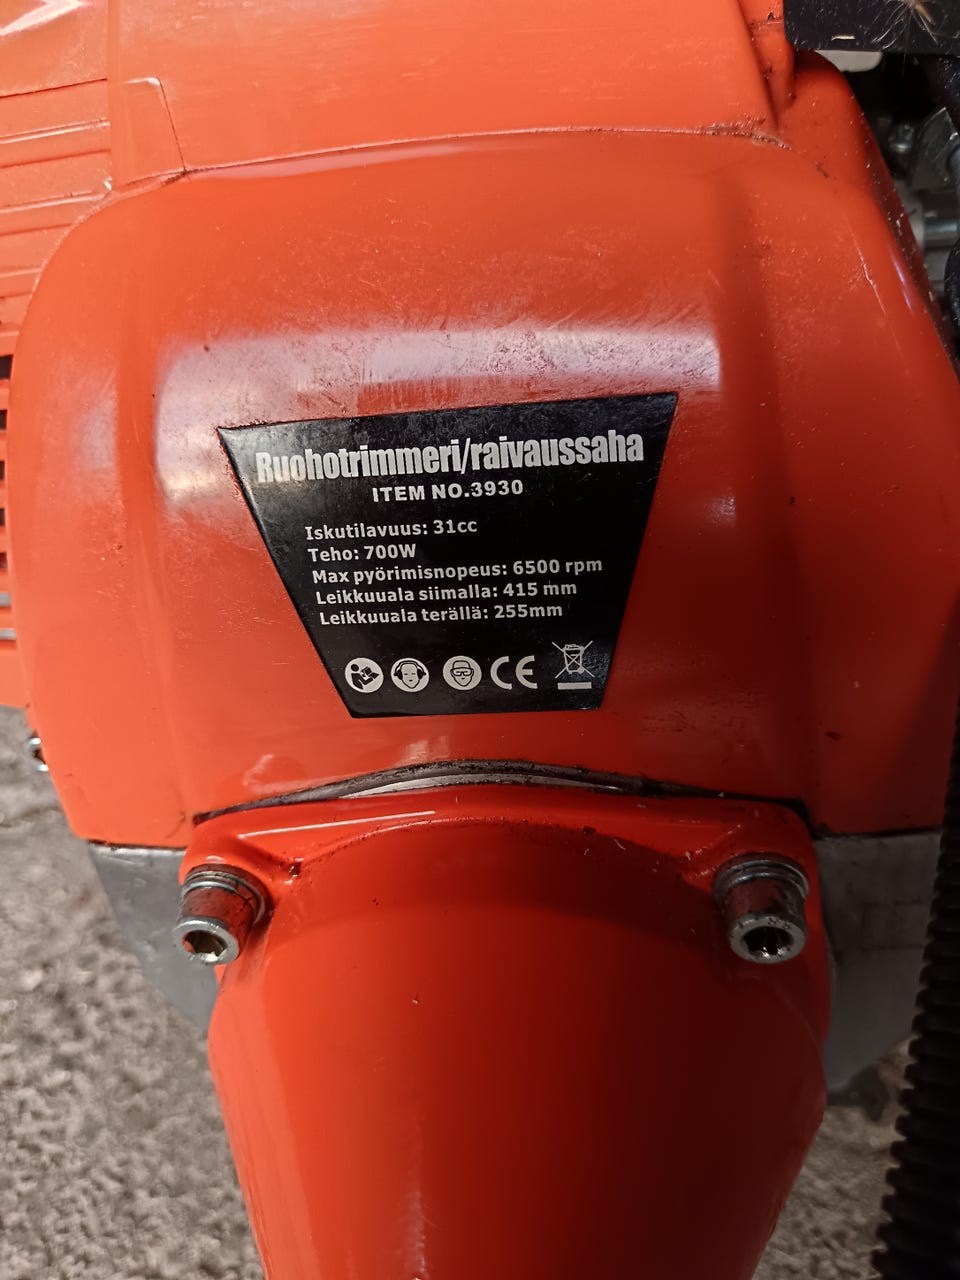 Ruohotrimmeri/raivaussaha
ITEM NO.3930
Iskutilavuus: 31cc
Teho: 700W
Max pyörimisnopeus: 6500 rpm
Leikkuuala siimalla: 415 mm
Leikkuuala terällä: 255mm
CE